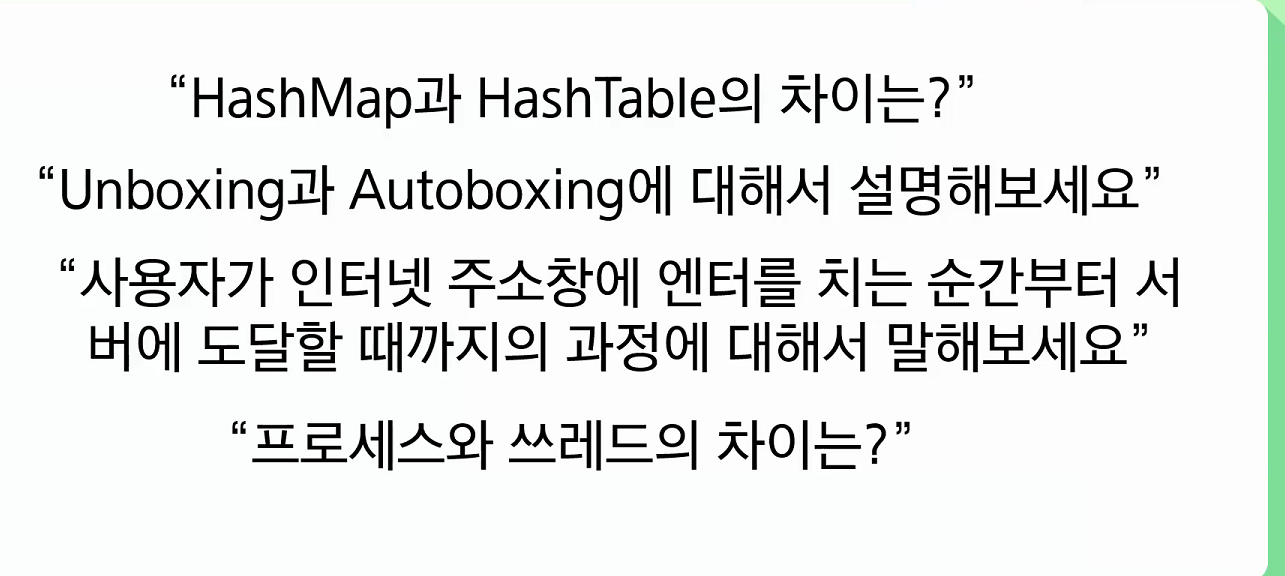 “HashMap과 HashTable의 차이는?”
“Unboxing과 Autoboxing에 대해서 설명해보세요”
“사용자가 인터넷 주소창에 엔터를 치는 순간부터 서
버에 도달할 때까지의 과정에 대해서 말해보세요”
“프로세스와 쓰레드의 차이는?”